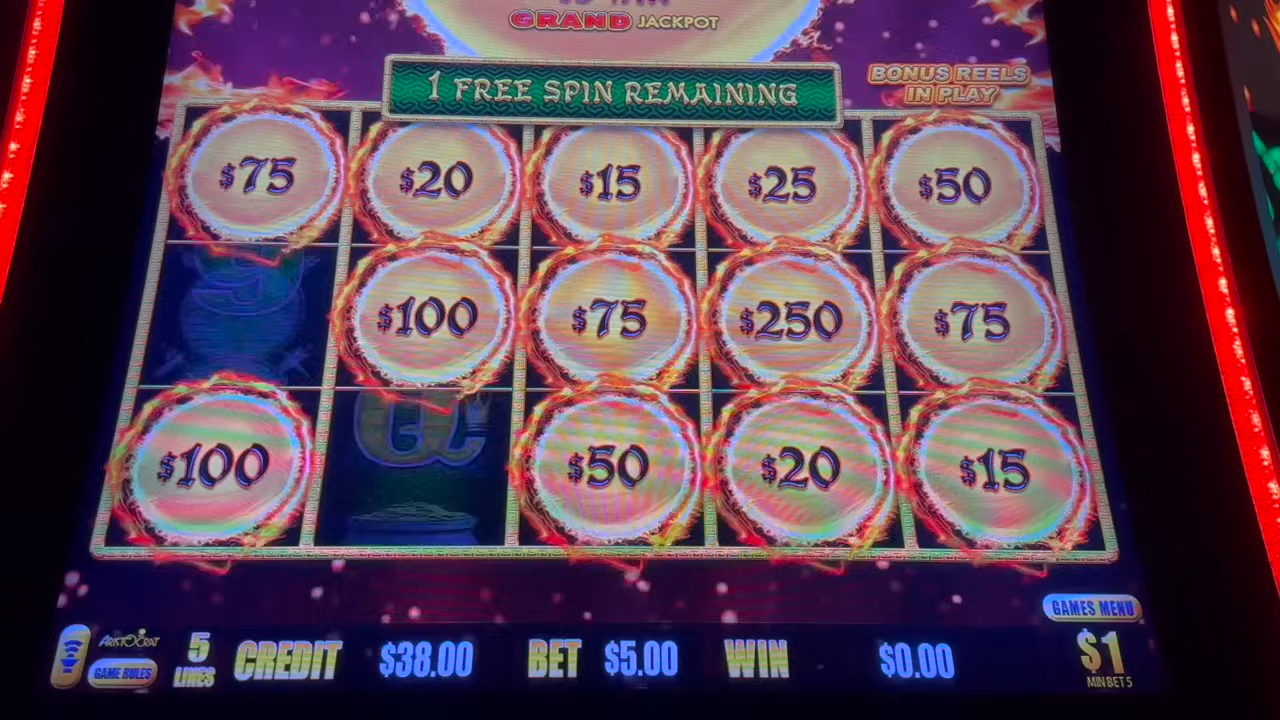 GRAND JACKPOT
1 FREE SPIN REMAINING
BONUS REELS
IN PLAY
$75 $20 $15 $25 $50
$100 $75 $250 $75
$100 $50 $20 $15
GAMES MENU
ARISTOCRAT
GAME RULES
5
LINES
CREDIT $38.00 BET $5.00 WIN $0.00
$1
MIN BET 5